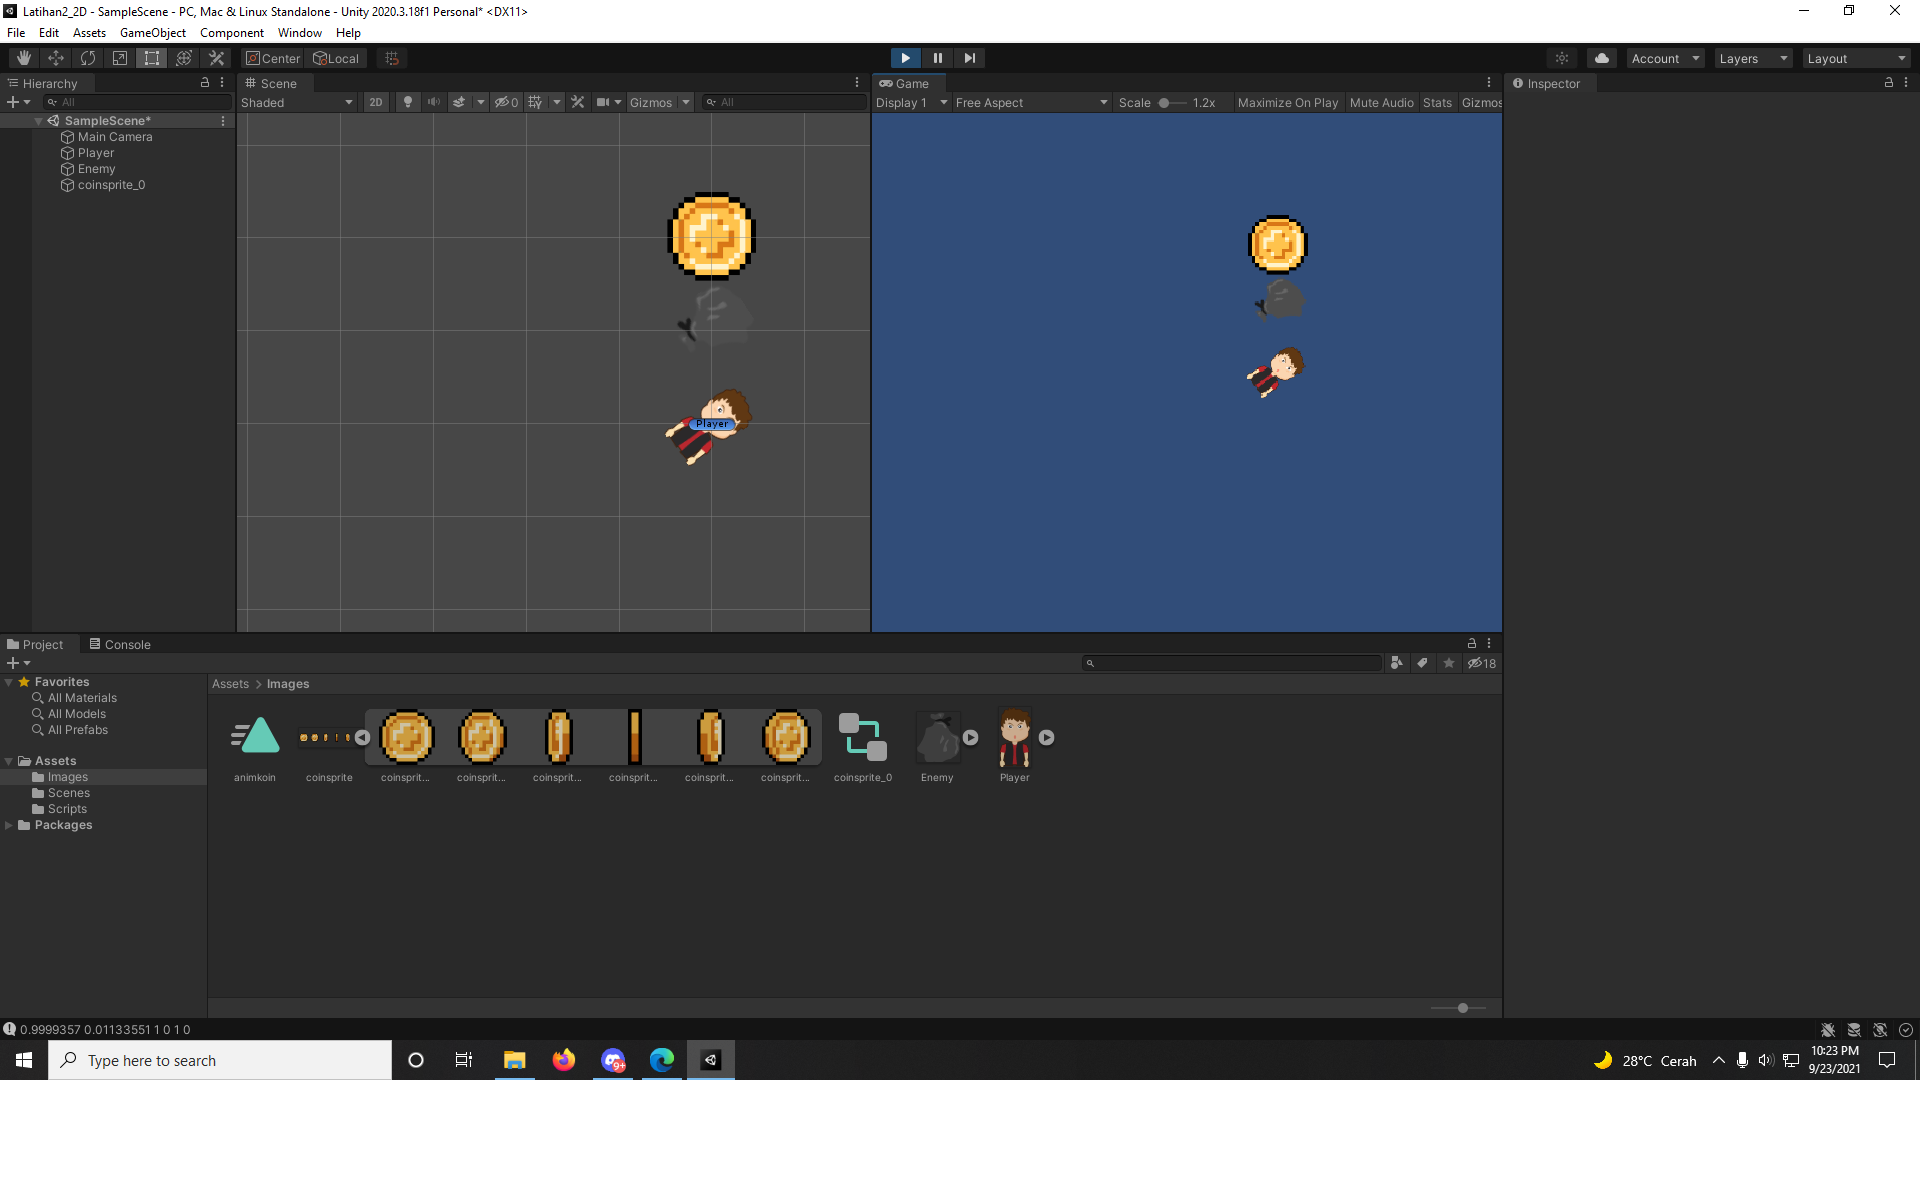 Latihan2_2D - SampleScene - PC, Mac & Linux Standalone - Unity 2020.3.18f1 Personal* <DX11>
File Edit Assets GameObject Component Window Help
Center Local Account Layers Layout
Hierarchy
All
SampleScene*
Main Camera
Player
Enemy
coinsprite_0
Scene
Shaded 2D 0 Gizmos All
Player
Game
Display 1 Free Aspect Scale 1.2x Maximize On Play Mute Audio Stats Gizmos
Inspector
Project Console
18
Favorites
All Materials
All Models
All Prefabs
Assets
Images
Scenes
Scripts
Packages
Assets > Images
animkoin coinsprite coinsprit... coinsprit... coinsprit... coinsprit... coinsprit... coinsprit... coinsprite_0 Enemy Player
0.9999357 0.01133551 1 0 1 0
Type here to search
9+
28°C Cerah
10:23 PM
9/23/2021